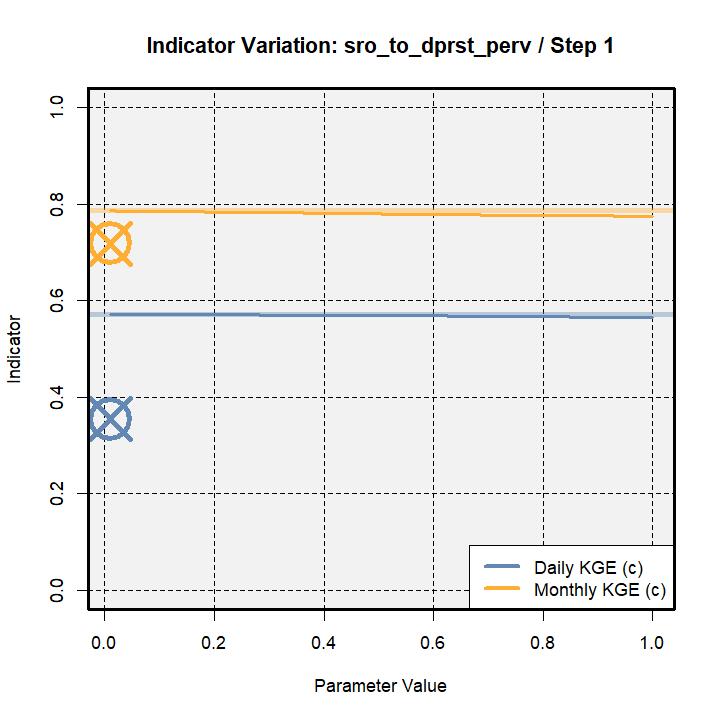 Indicator Variation: sro_to_dprst_perv / Step 1
1.0
0.8
0.6
0.4
0.2
0.0
Indicator
Daily KGE (c)
Monthly KGE (c)
0.0 0.2 0.4 0.6 0.8 1.0
Parameter Value